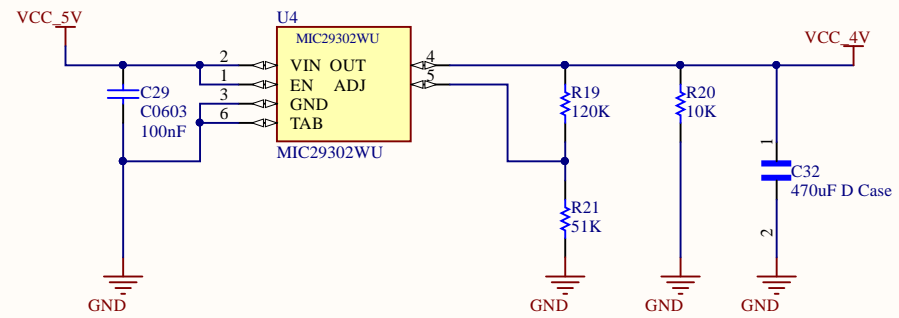 VCC_5V
U4
MIC29302WU
VCC_4V
2
VIN OUT
4
1
EN ADJ
5
3
GND
6
TAB
MIC29302WU
C29
C0603
100nF
R19
120K
R20
10K
1
C32
470uF D Case
2
R21
51K
GND
GND
GND
GND